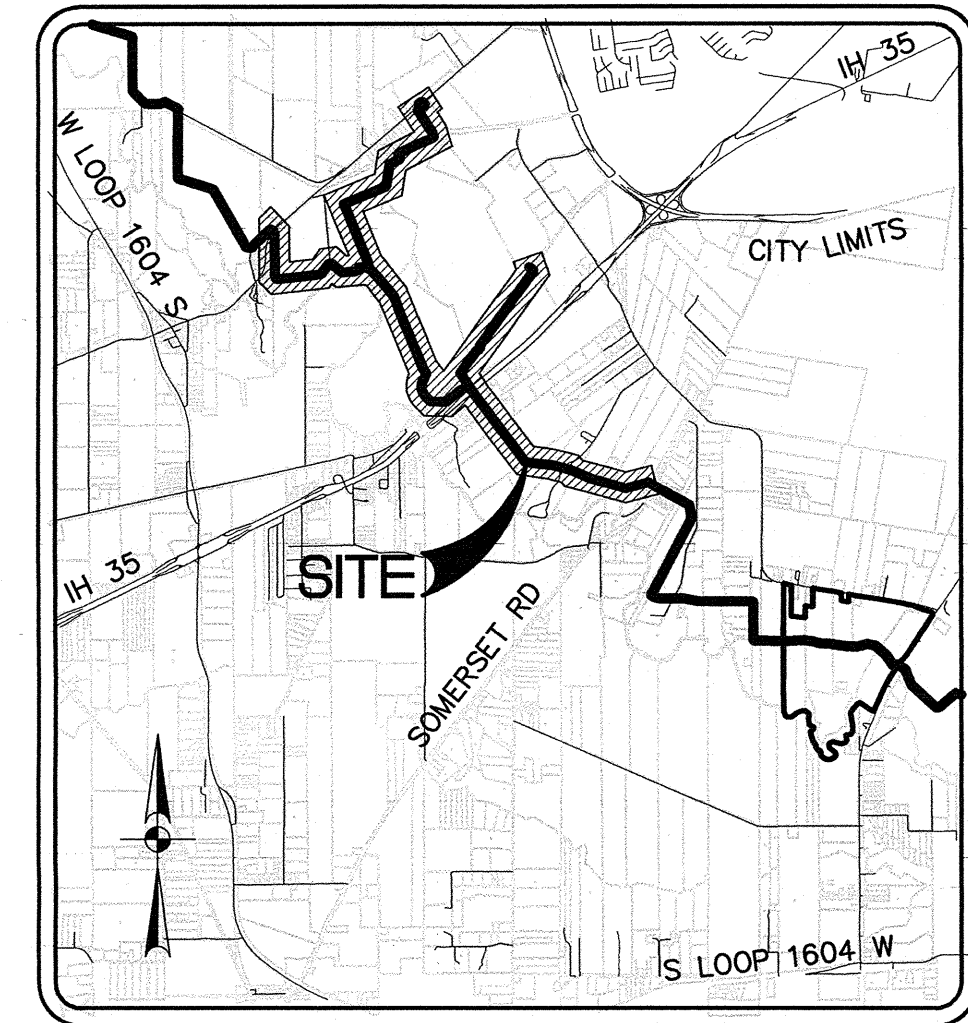 IH 35
W LOOP 1604 S
CITY LIMITS
IH 35
SITE
SOMERSET RD
S LOOP 1604 W